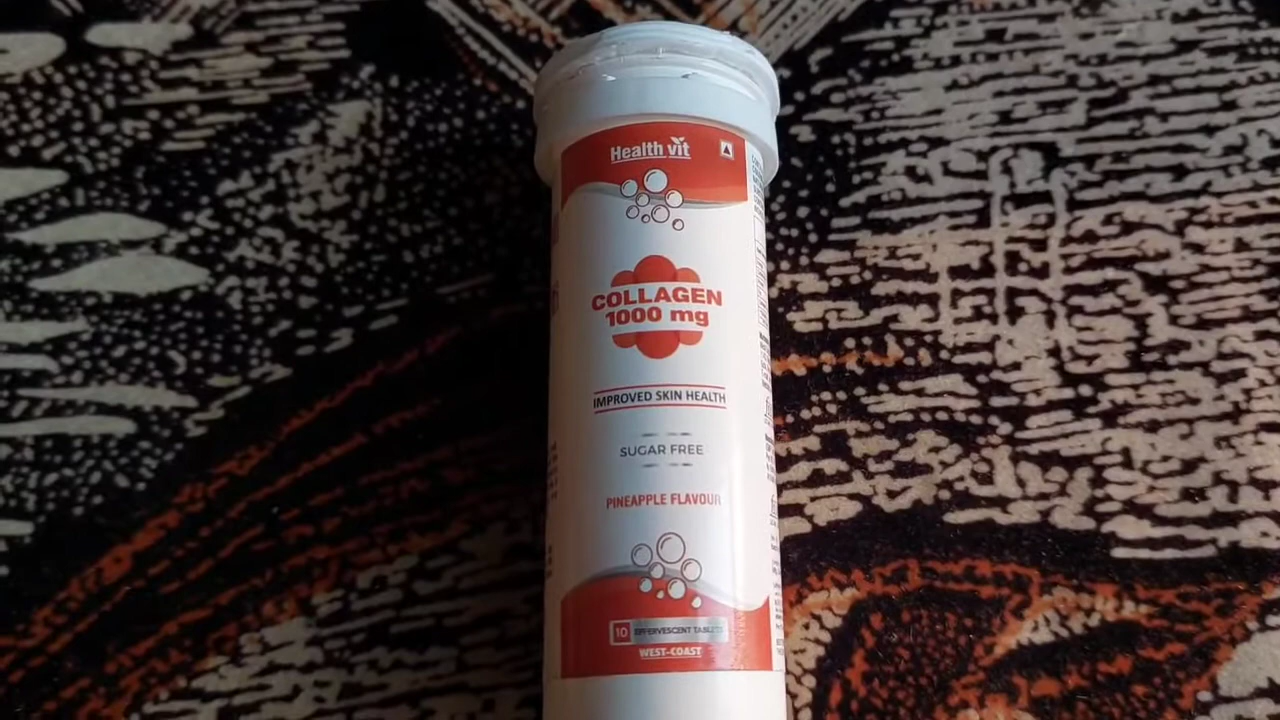 Health vit
COLLAGEN
1000 mg
IMPROVED SKIN HEALTH
SUGAR FREE
PINEAPPLE FLAVOUR
10 EFFERVESCENT TABLETS
WEST-COAST